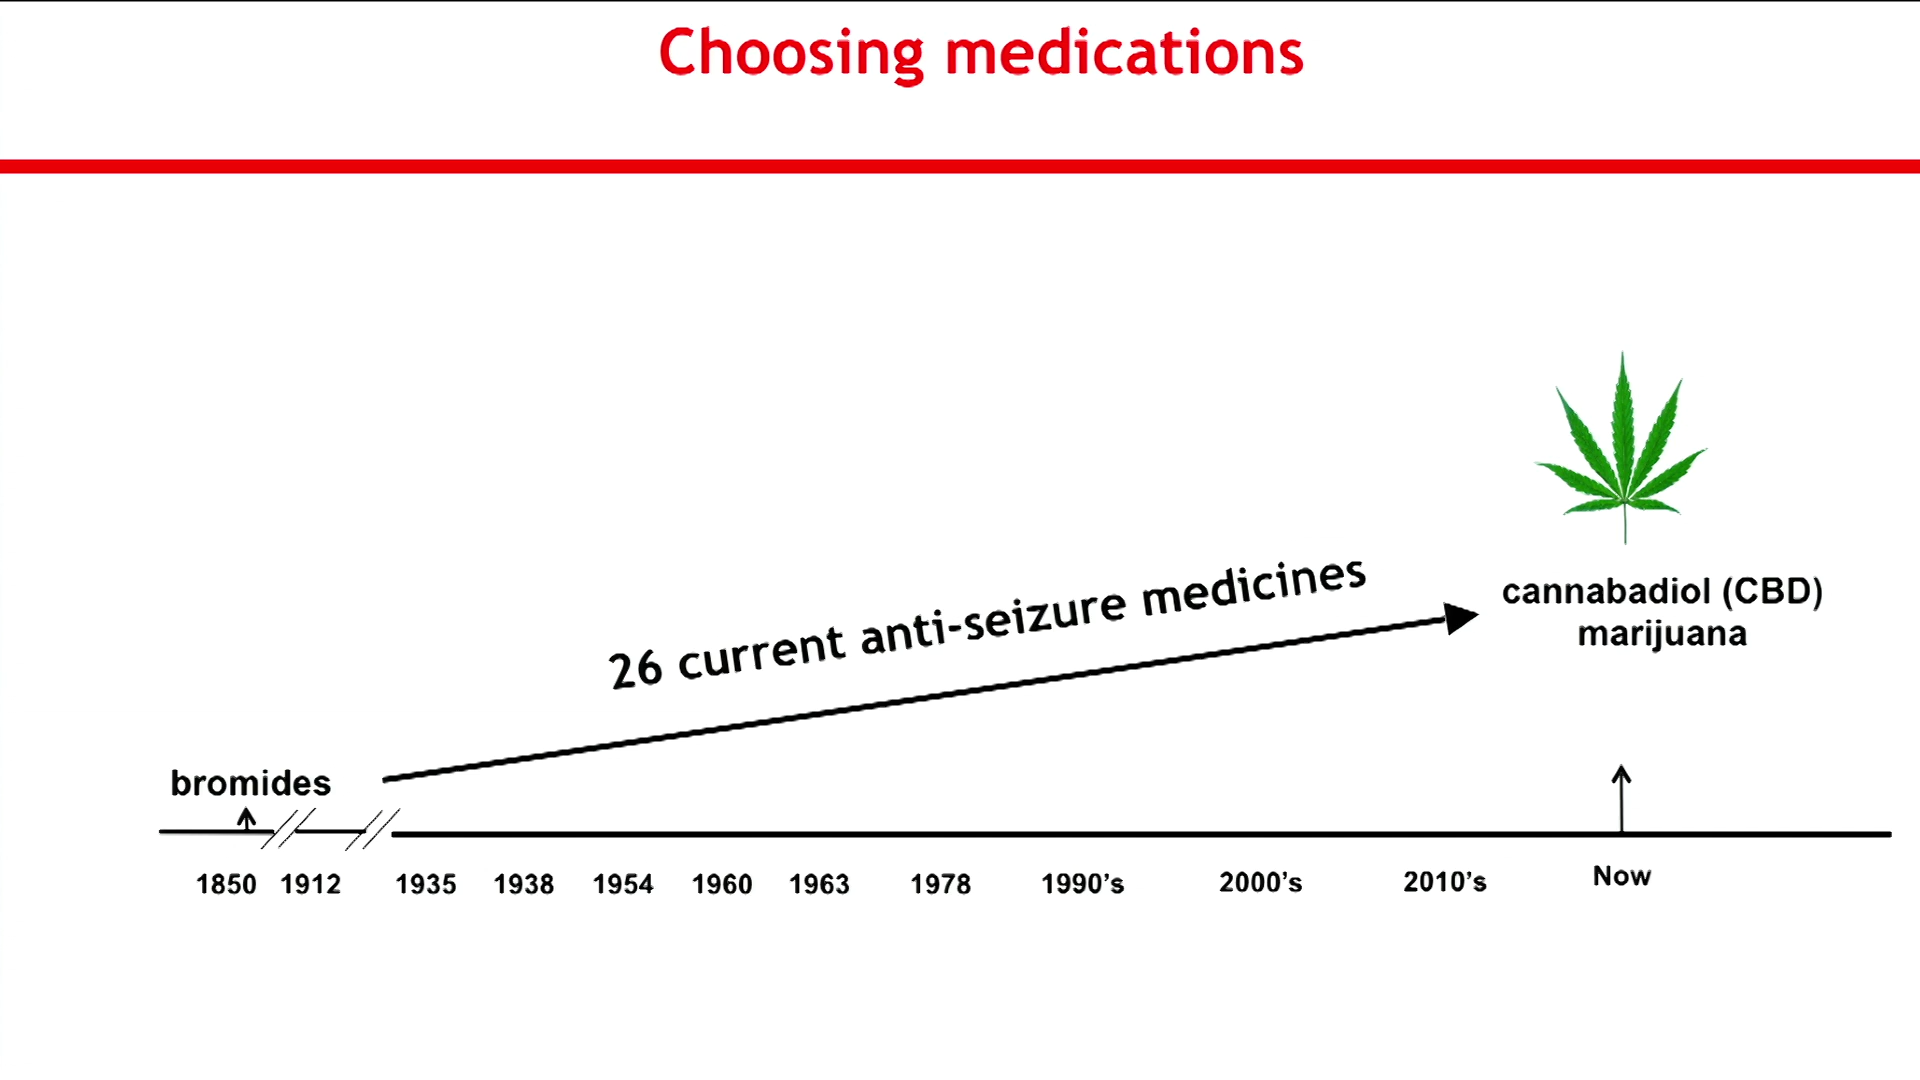 Choosing medications
26 current anti-seizure medicines
cannabadiol (CBD)
marijuana
bromides
1850 1912 1935 1938 1954 1960 1963 1978 1990’s 2000’s 2010’s Now